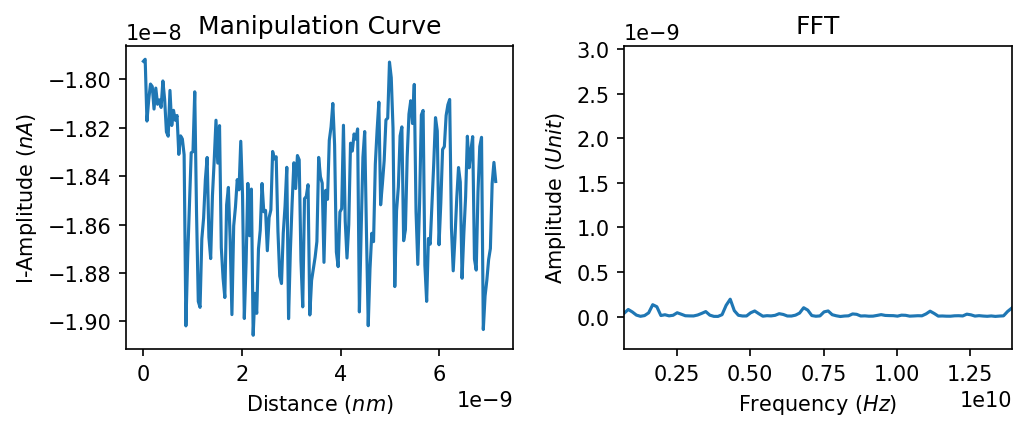 Manipulation Curve
1e−8
−1.80
−1.82
−1.84
−1.86
−1.88
−1.90
I-Amplitude (nA)
0 2 4 6
1e−9
Distance (nm)
FFT
1e−9
3.0
2.5
2.0
1.5
1.0
0.5
0.0
Amplitude (Unit)
0.25 0.50 0.75 1.00 1.25
1e10
Frequency (Hz)